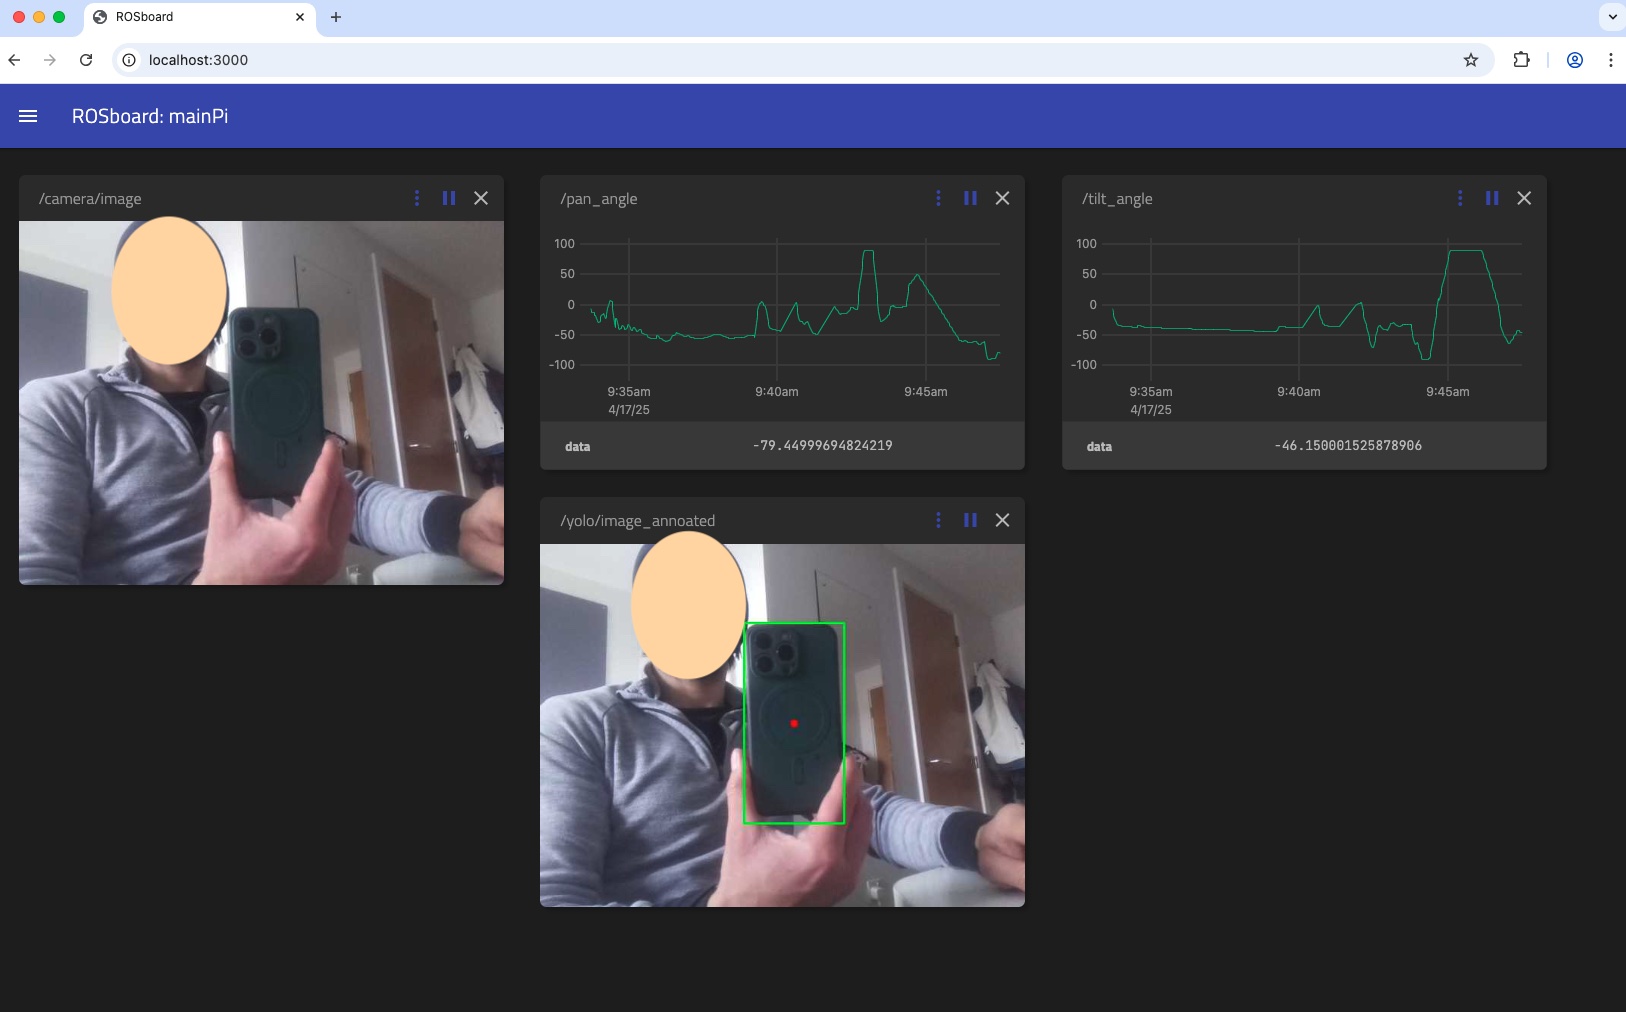 ROSboard
localhost:3000
ROSboard: mainPi
/camera/image
/pan_angle
100
50
0
-50
-100
9:35am
4/17/25
9:40am
9:45am
data
-79.44999694824219
/tilt_angle
100
50
0
-50
-100
9:35am
4/17/25
9:40am
9:45am
data
-46.150001525878906
/yolo/image_annoated